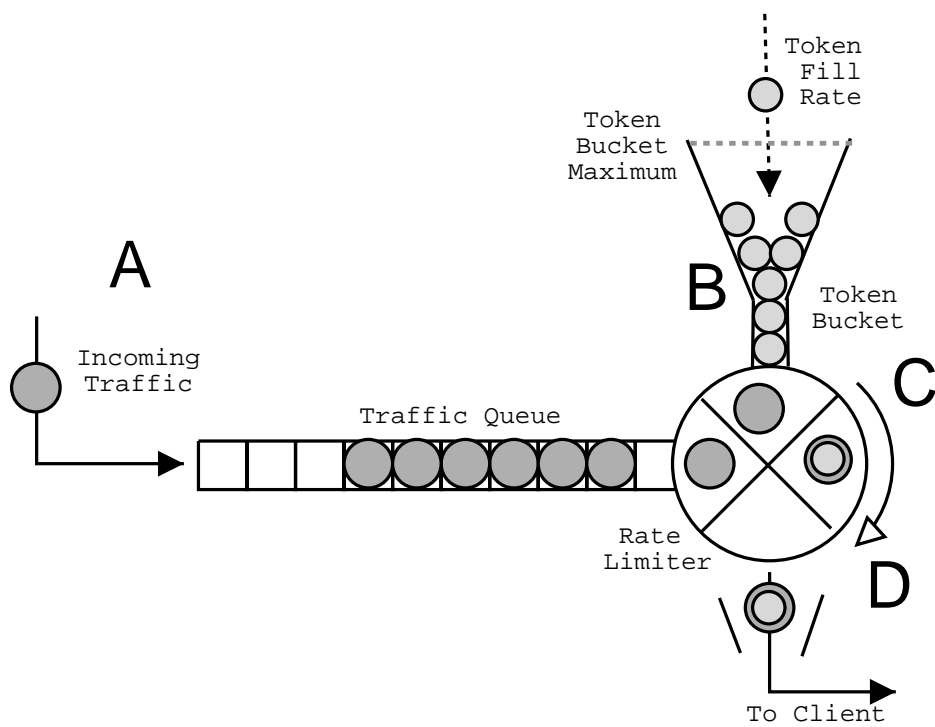 Token
Fill
Rate
Token
Bucket
Maximum
A
B
Token
Bucket
Incoming
Traffic
C
Traffic Queue
Rate
Limiter
D
To Client